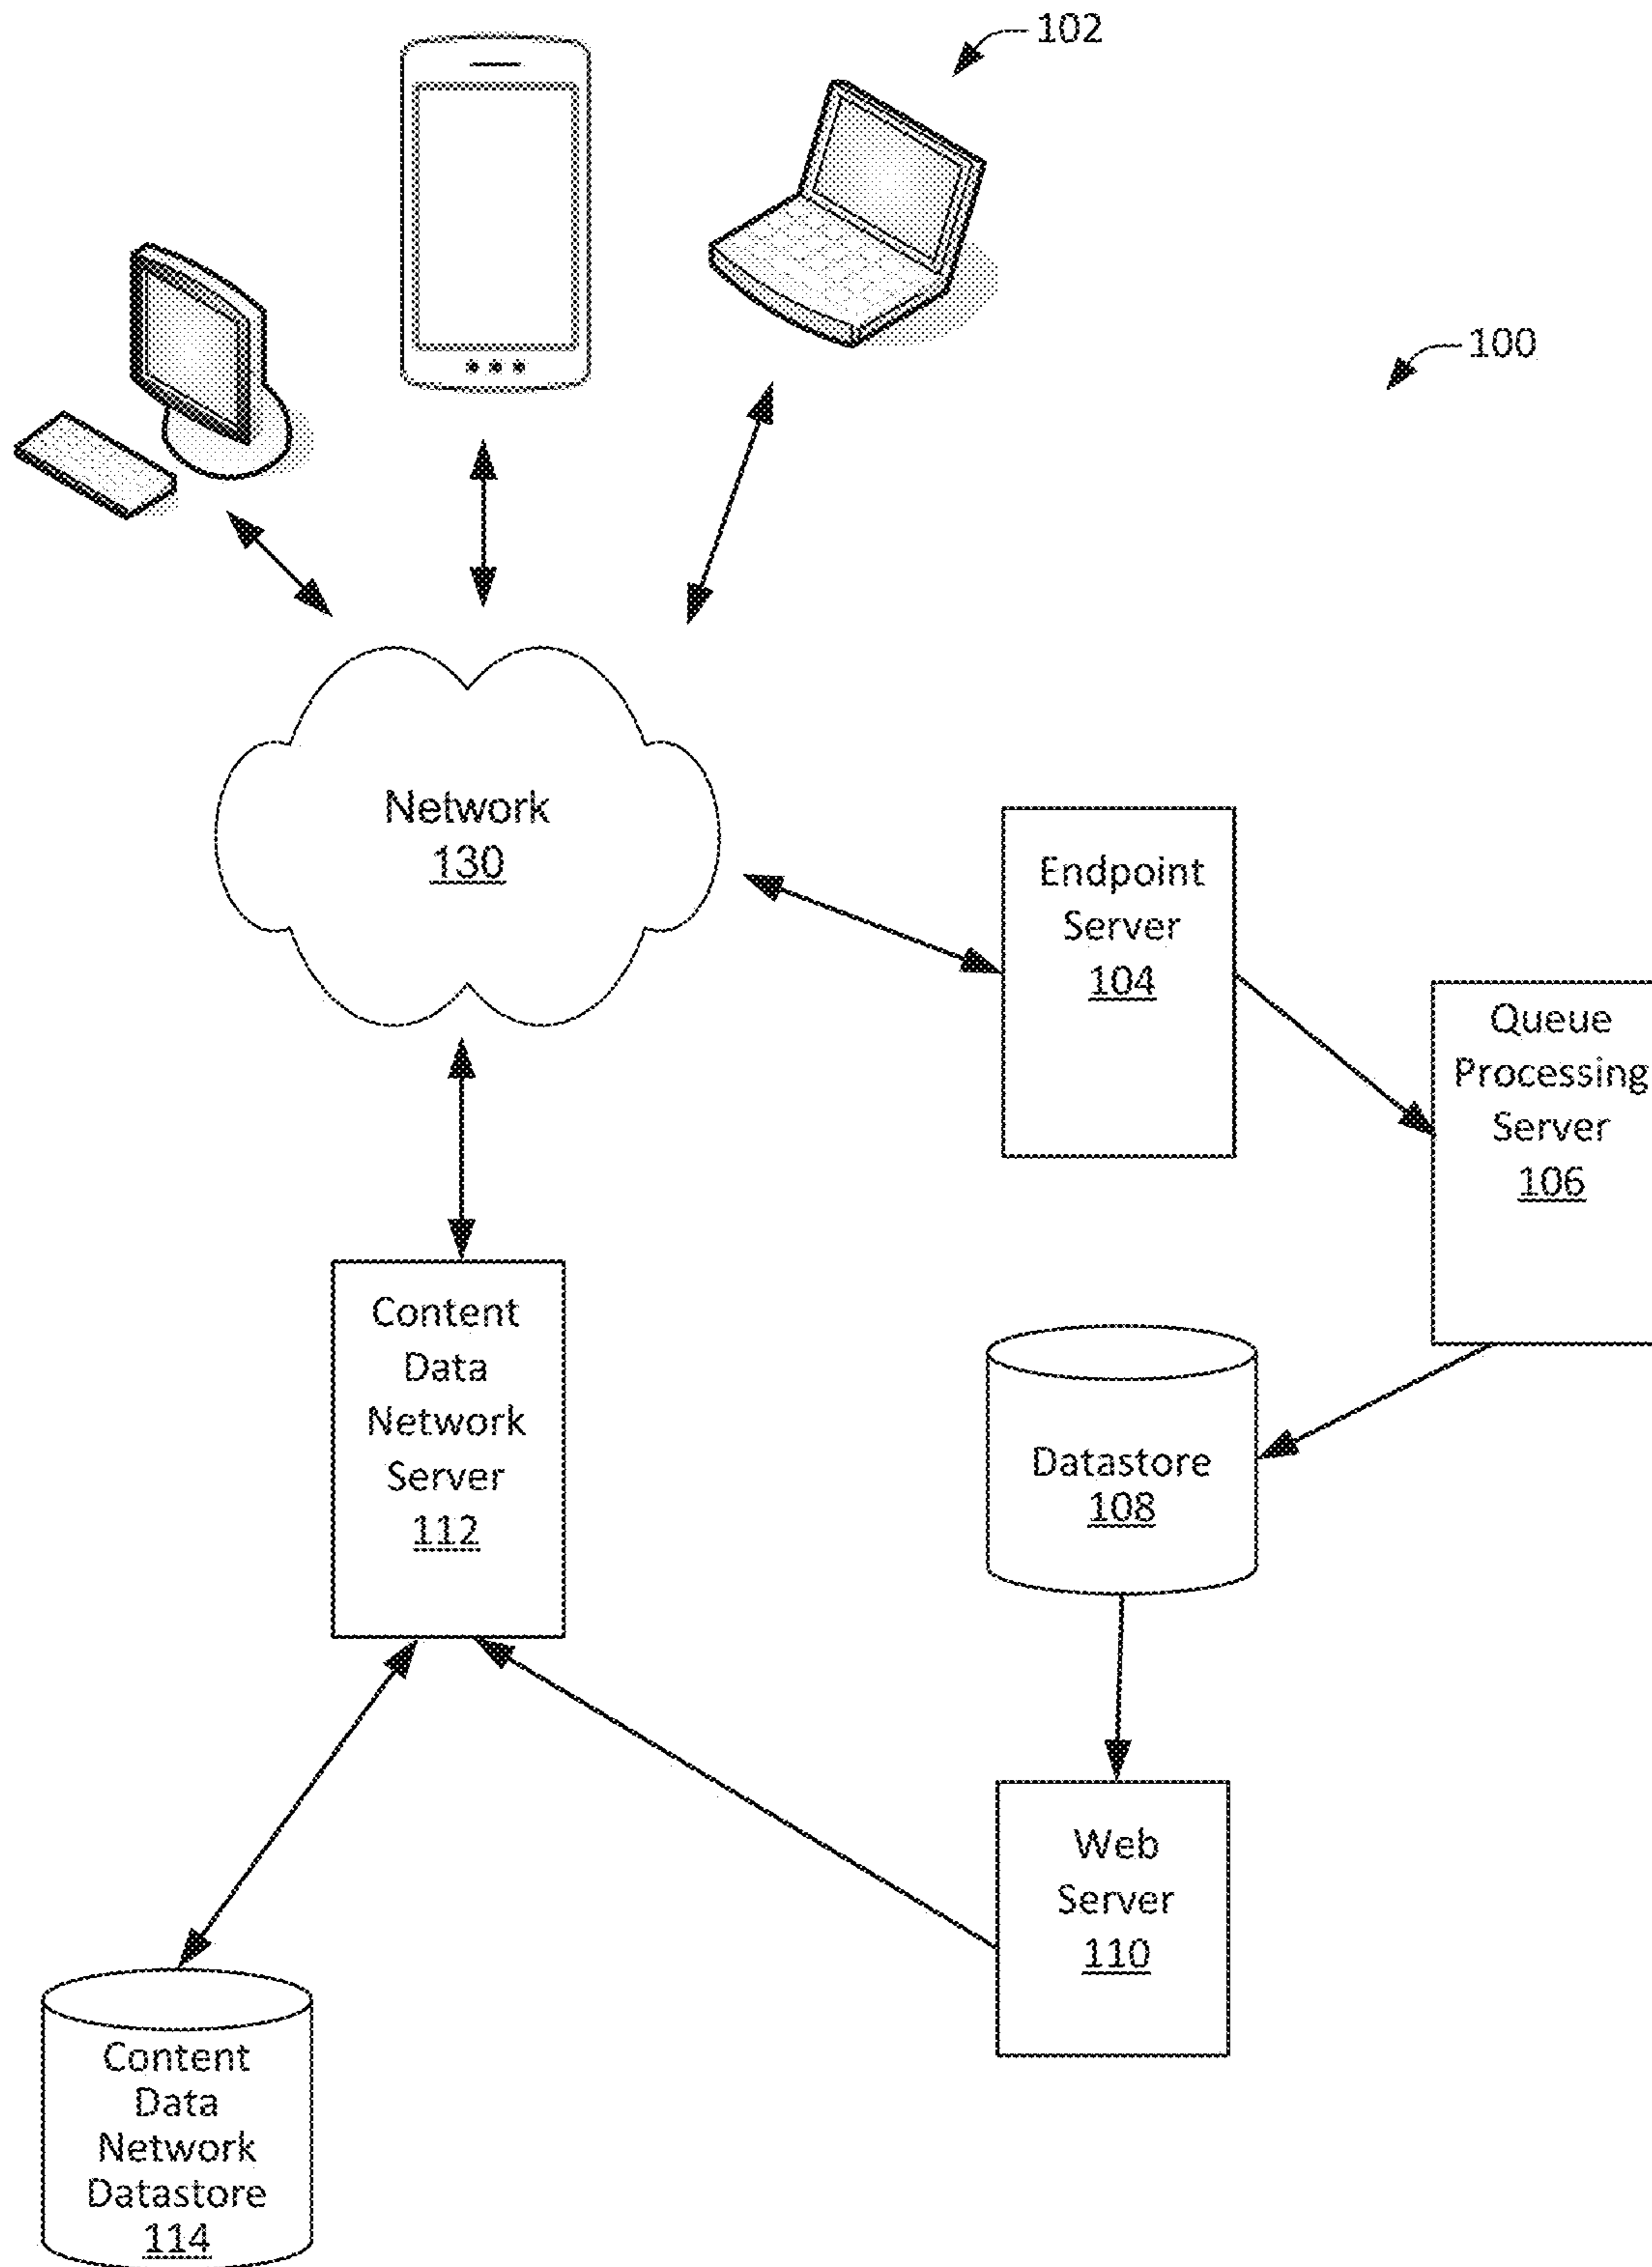 102
100
Network
130
Endpoint
Server
104
Queue
Processing
Server
106
Content
Data
Network
Server
112
Datastore
108
Web
Server
110
Content
Data
Network
Datastore
114